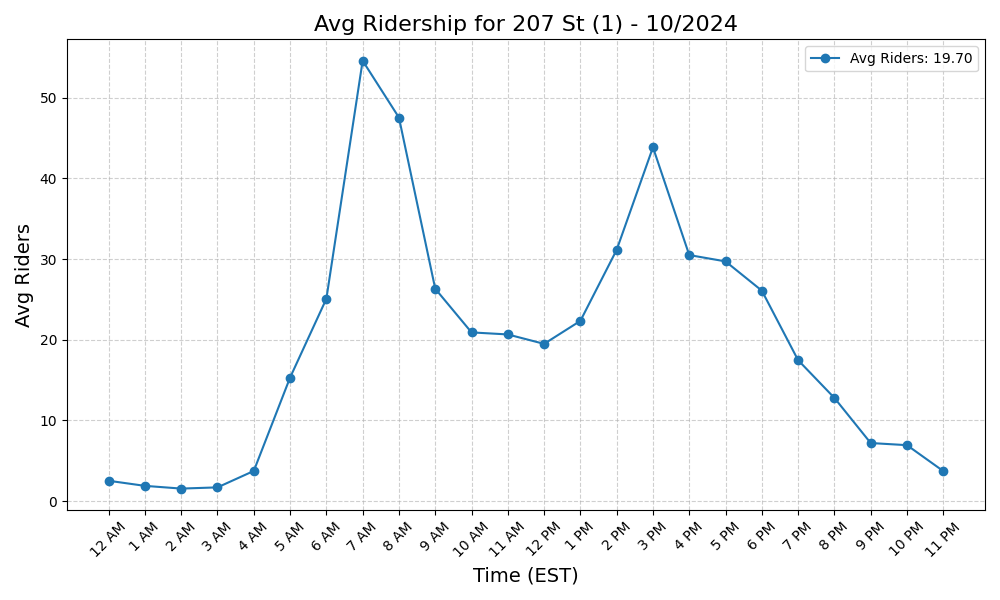 Avg Ridership for 207 St (1) - 10/2024
Avg Riders: 19.70
Avg Riders
50
40
30
20
10
0
12 AM 1 AM 2 AM 3 AM 4 AM 5 AM 6 AM 7 AM 8 AM 9 AM 10 AM 11 AM 12 PM 1 PM 2 PM 3 PM 4 PM 5 PM 6 PM 7 PM 8 PM 9 PM 10 PM 11 PM
Time (EST)